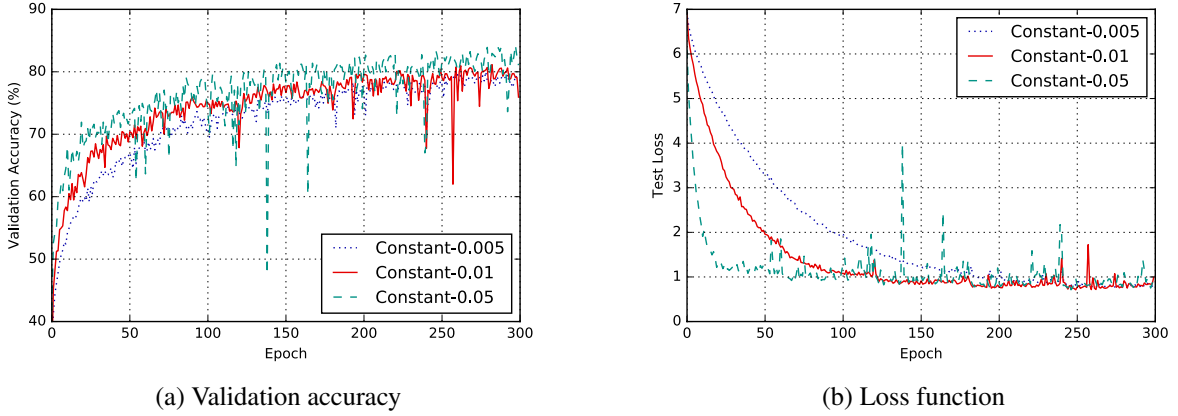 90
80
70
60
50
40
Validation Accuracy (%)
0 50 100 150 200 250 300
Epoch
Constant-0.005
Constant-0.01
Constant-0.05
(a) Validation accuracy
7
6
5
4
3
2
1
0
Test Loss
0 50 100 150 200 250 300
Epoch
Constant-0.005
Constant-0.01
Constant-0.05
(b) Loss function